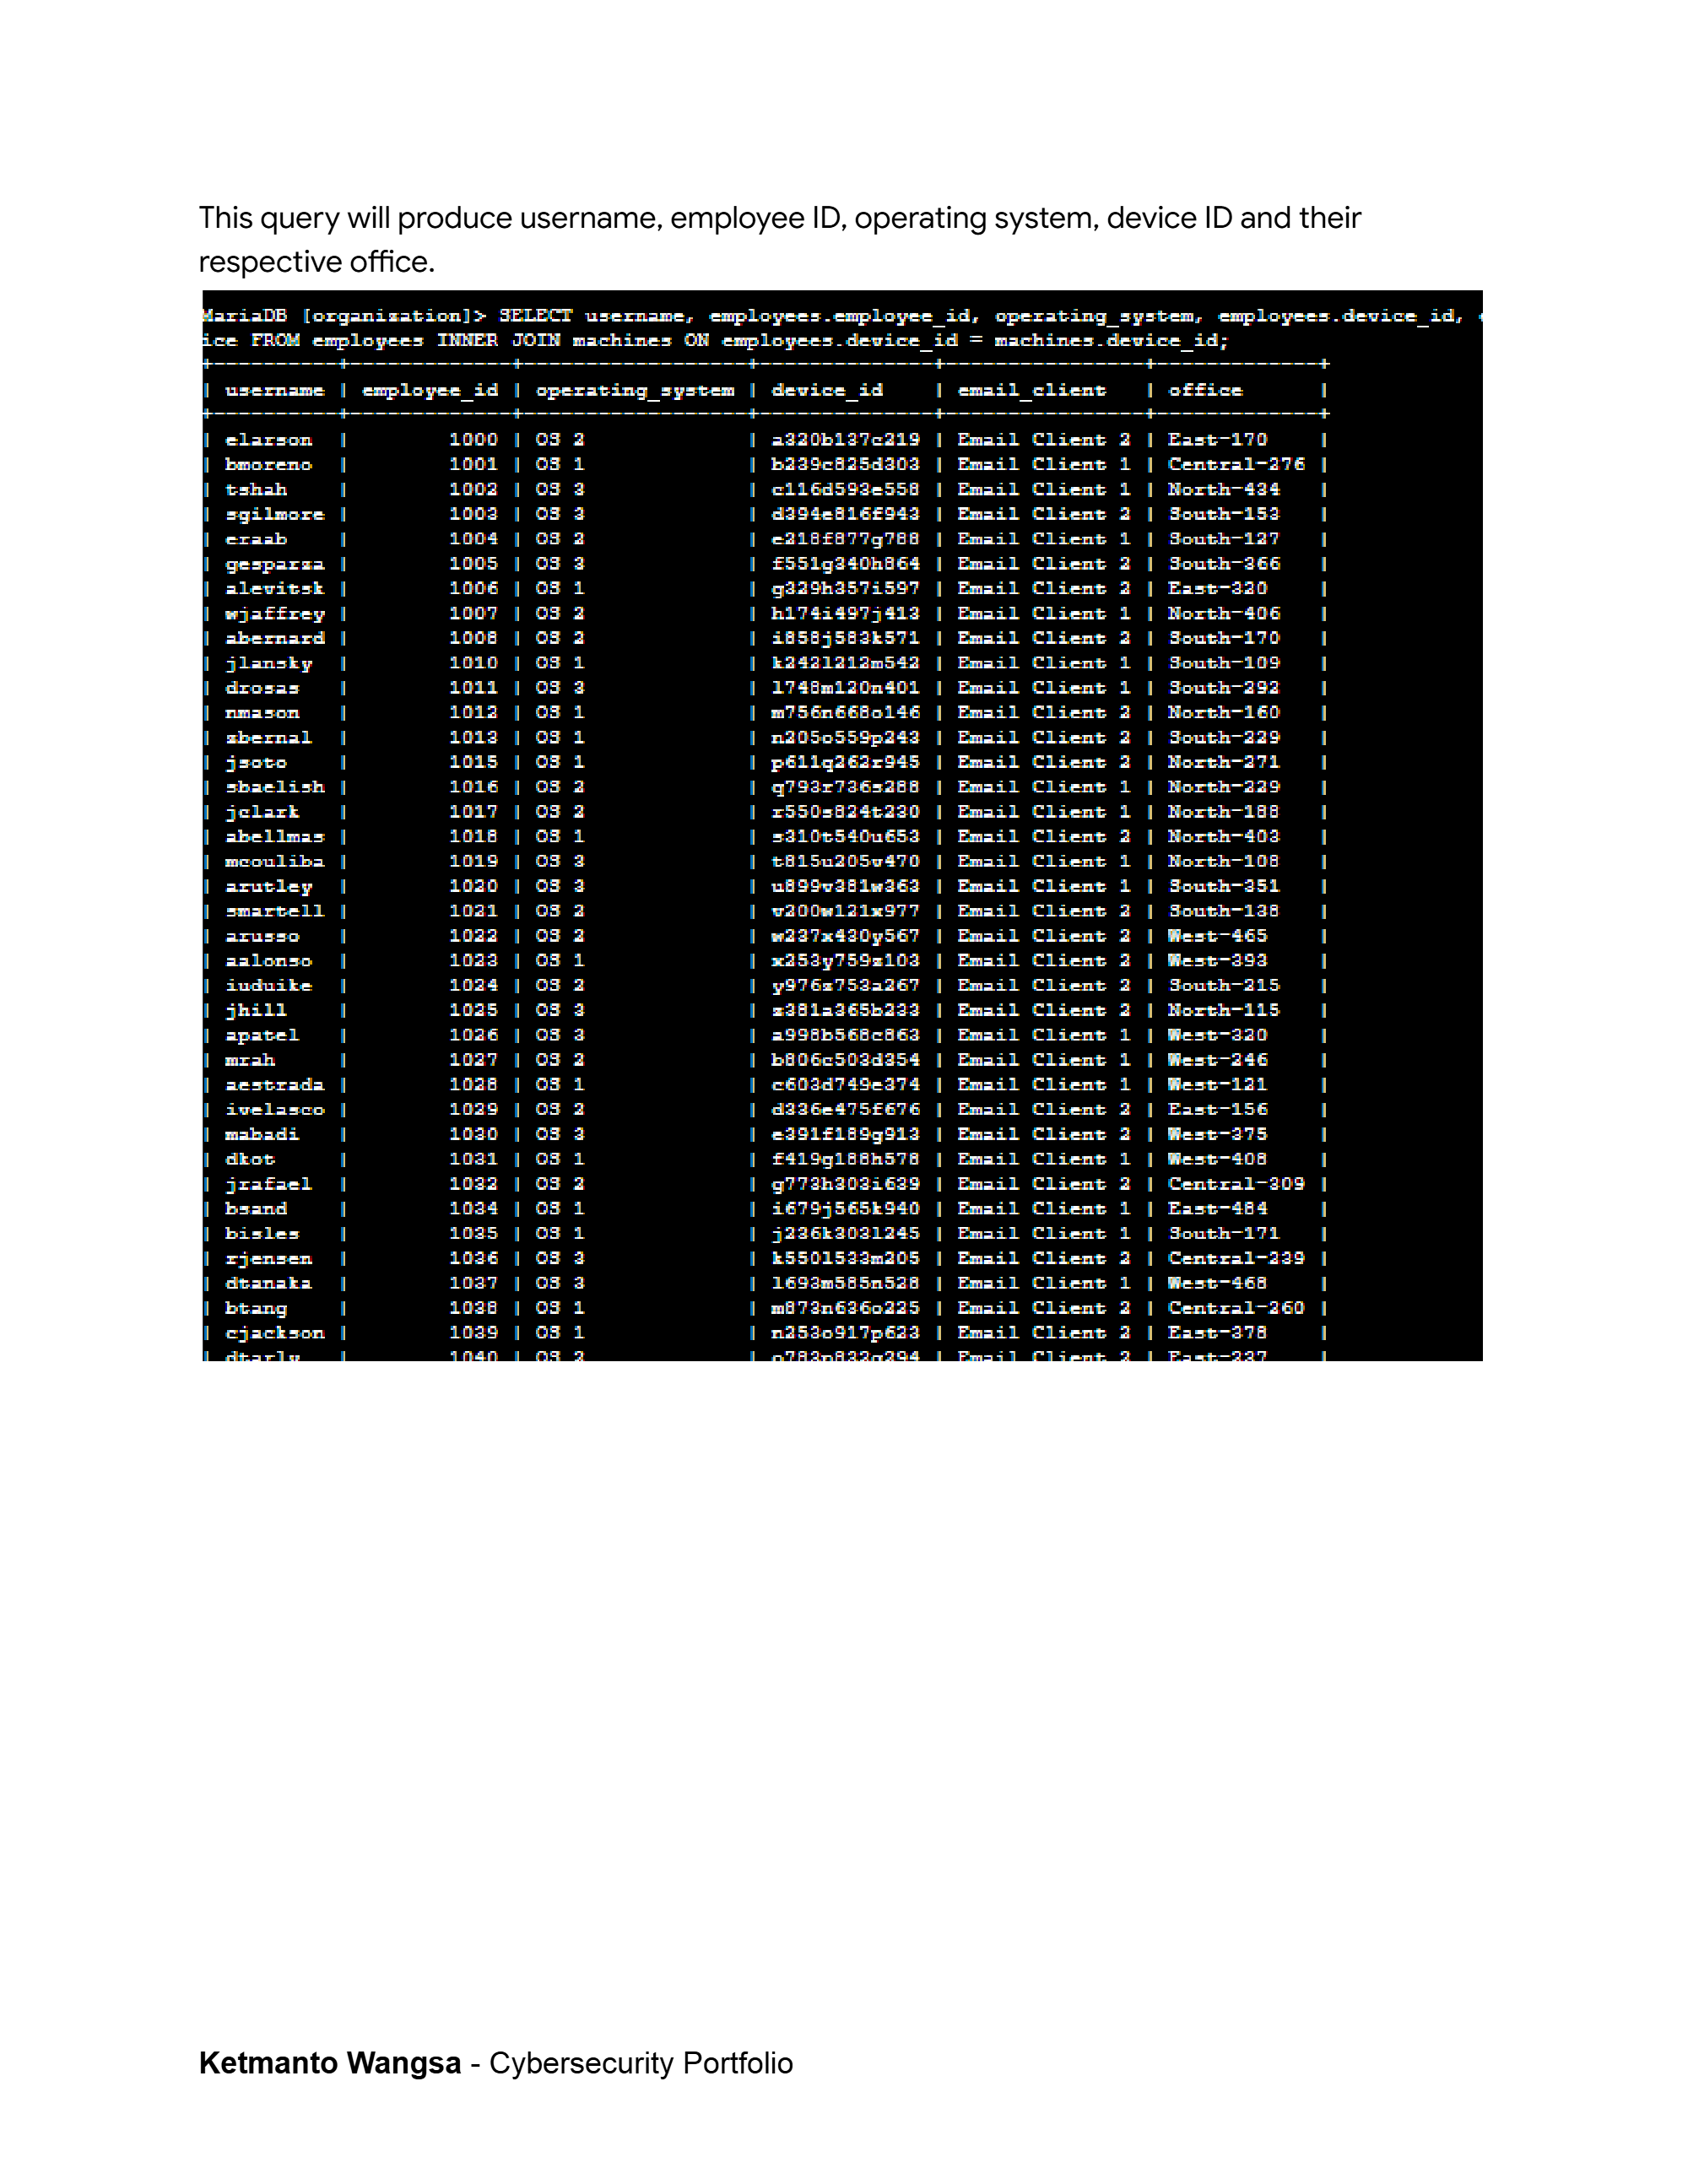 This query will produce username, employee ID, operating system, device ID and their
respective office.
MariaDB [organization]> SELECT username, employees.employee_id, operating_system, employees.device_id,
ice FROM employees INNER JOIN machines ON employees.device_id = machines.device_id;
+----------+-------------+------------------+--------------+----------------+-------------+
| username | employee_id | operating_system | device_id | email_client | office |
+----------+-------------+------------------+--------------+----------------+-------------+
| elarson | 1000 | OS 2 | a320b137c219 | Email Client 2 | East-170 |
| bmoreno | 1001 | OS 1 | b239c825d303 | Email Client 1 | Central-276 |
| tshah | 1002 | OS 3 | c116d593e558 | Email Client 1 | North-434 |
| sgilmore | 1003 | OS 3 | d394e816f943 | Email Client 2 | South-153 |
| eraab | 1004 | OS 2 | e218f877g788 | Email Client 1 | South-127 |
| gesparza | 1005 | OS 3 | f551g340h864 | Email Client 2 | South-366 |
| alevitsk | 1006 | OS 1 | g329h357i597 | Email Client 2 | East-320 |
| wjaffrey | 1007 | OS 2 | h174i497j413 | Email Client 1 | North-406 |
| abernard | 1008 | OS 2 | i858j583k571 | Email Client 2 | South-170 |
| jlansky | 1010 | OS 1 | k242l212m542 | Email Client 1 | South-109 |
| drosas | 1011 | OS 3 | l748m120n401 | Email Client 1 | South-292 |
| nmason | 1012 | OS 1 | m756n668o146 | Email Client 2 | North-160 |
| zbernal | 1013 | OS 1 | n205o559p243 | Email Client 2 | South-229 |
| jsoto | 1015 | OS 1 | p611q262r945 | Email Client 2 | North-271 |
| sbaelish | 1016 | OS 2 | q793r736s288 | Email Client 1 | North-229 |
| jclark | 1017 | OS 2 | r550s824t230 | Email Client 1 | North-188 |
| abellmas | 1018 | OS 1 | s310t540u653 | Email Client 2 | North-403 |
| mcouliba | 1019 | OS 3 | t815u205v470 | Email Client 1 | North-108 |
| arutley | 1020 | OS 3 | u899v381w363 | Email Client 1 | South-351 |
| smartell | 1021 | OS 2 | v200w121x977 | Email Client 2 | South-138 |
| arusso | 1022 | OS 2 | w237x430y567 | Email Client 2 | West-465 |
| aalonso | 1023 | OS 1 | x253y759z103 | Email Client 2 | West-393 |
| iuduike | 1024 | OS 2 | y976z753a267 | Email Client 2 | South-215 |
| jhill | 1025 | OS 3 | z381a365b233 | Email Client 2 | North-115 |
| apatel | 1026 | OS 3 | a998b568c863 | Email Client 1 | West-320 |
| mrah | 1027 | OS 2 | b806c503d354 | Email Client 1 | West-246 |
| aestrada | 1028 | OS 1 | c603d749e374 | Email Client 1 | West-121 |
| ivelasco | 1029 | OS 2 | d336e475f676 | Email Client 2 | East-156 |
| mabadi | 1030 | OS 3 | e391f189g913 | Email Client 2 | West-375 |
| dkot | 1031 | OS 1 | f419g188h578 | Email Client 1 | West-408 |
| jrafael | 1032 | OS 2 | g773h303i639 | Email Client 2 | Central-309 |
| bsand | 1034 | OS 1 | i679j565k940 | Email Client 1 | East-484 |
| bisles | 1035 | OS 1 | j236k303l245 | Email Client 1 | South-171 |
| rjensen | 1036 | OS 3 | k550l533m205 | Email Client 2 | Central-239 |
| dtanaka | 1037 | OS 3 | l693m585n528 | Email Client 1 | West-468 |
| btang | 1038 | OS 1 | m873n636o225 | Email Client 2 | Central-260 |
| cjackson | 1039 | OS 1 | n253o917p623 | Email Client 2 | East-378 |
| dtarly | 1040 | OS 2 | o783p832q294 | Email Client 2 | East-237 |
Ketmanto Wangsa - Cybersecurity Portfolio